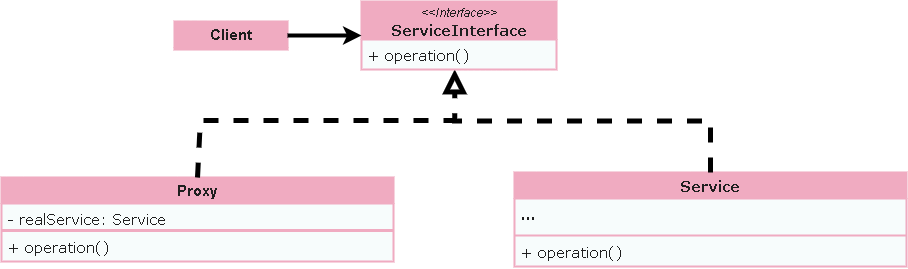 Client
<<Interface>>
ServiceInterface
+ operation()
Proxy
- realService: Service
+ operation()
Service
...
+ operation()